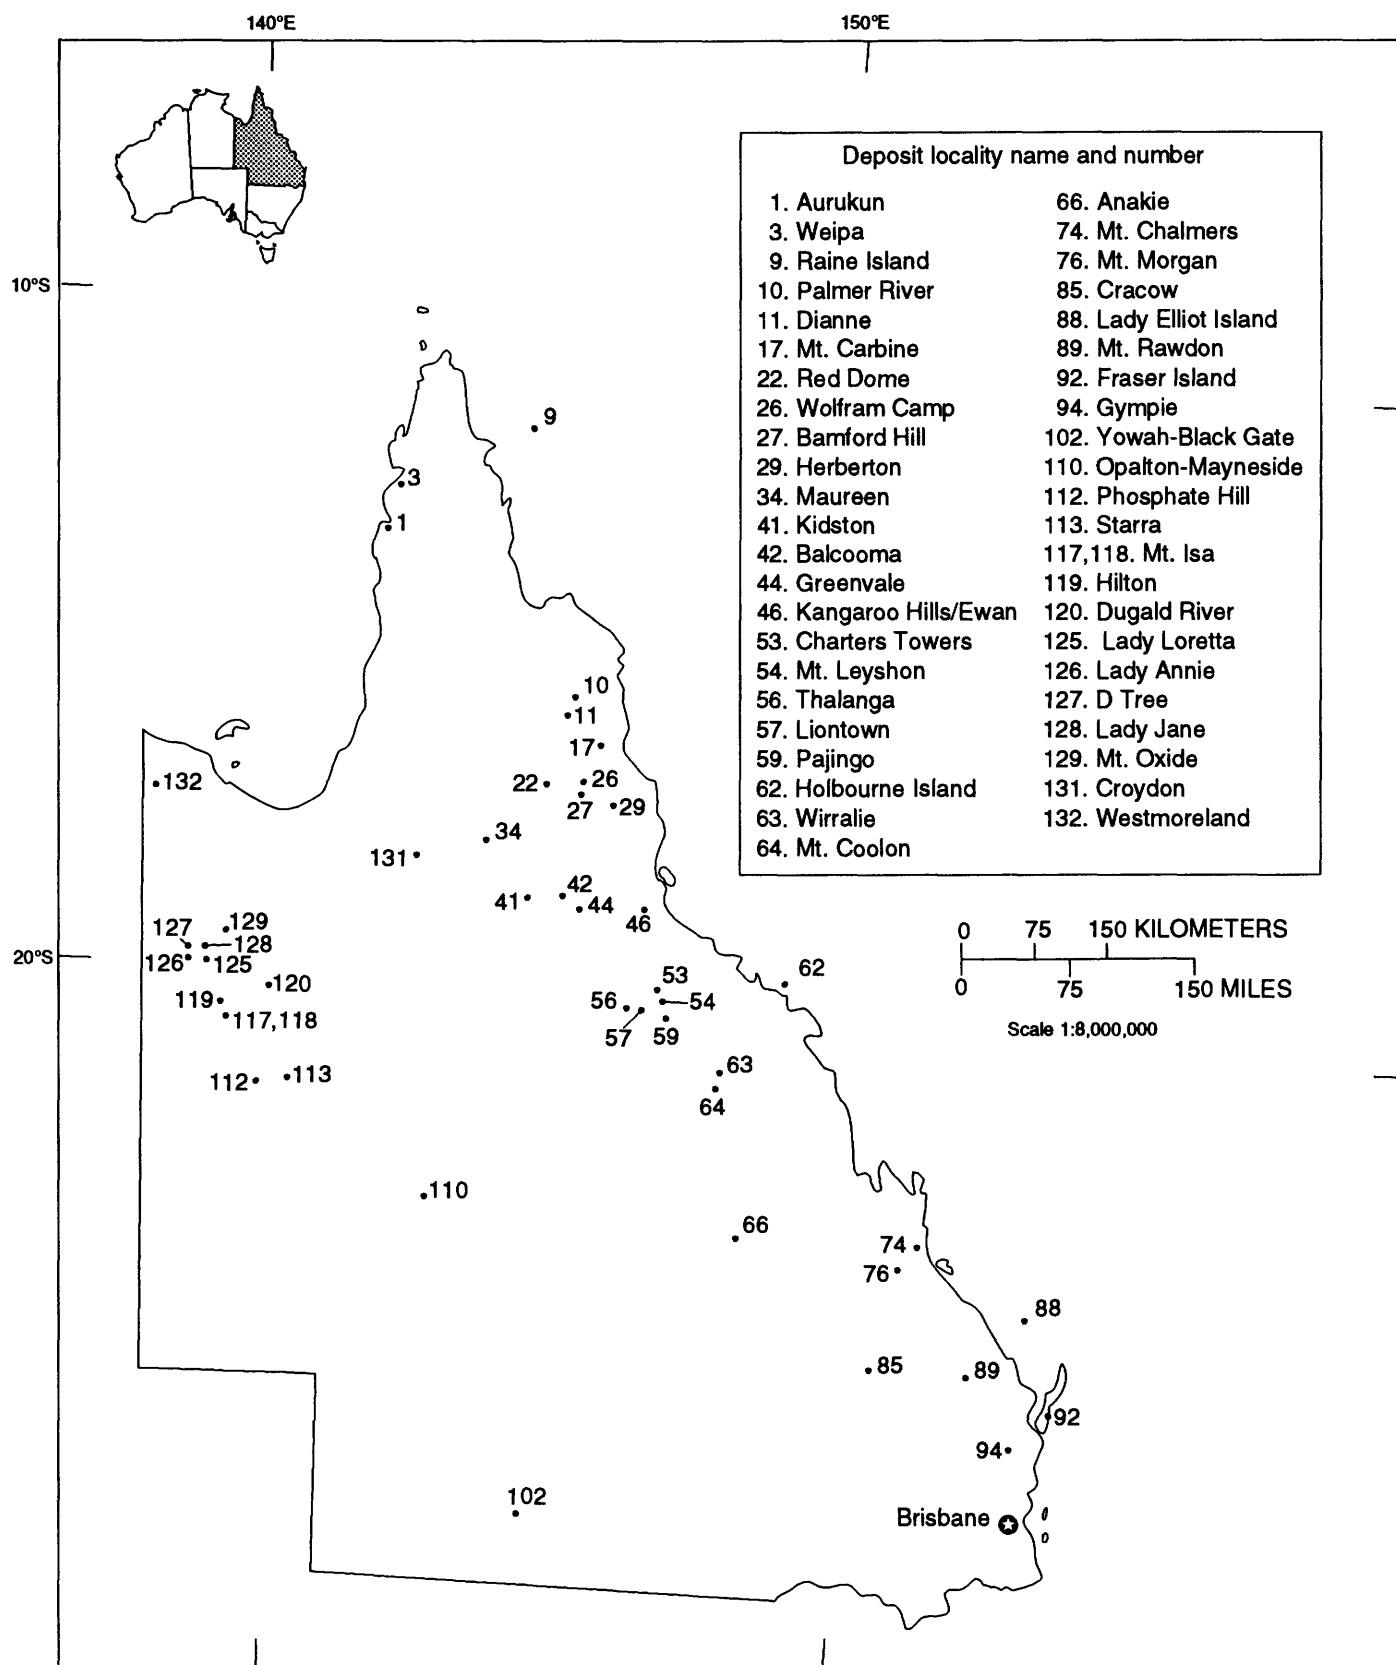 140°E
150°E
Deposit locality name and number
1. Aurukun
3. Weipa
9. Raine Island
10. Palmer River
11. Dianne
17. Mt. Carbine
22. Red Dome
26. Wolfram Camp
27. Bamford Hill
29. Herberton
34. Maureen
41. Kidston
42. Balcooma
44. Greenvale
46. Kangaroo Hills/Ewan
53. Charters Towers
54. Mt. Leyshon
56. Thalanga
57. Liontown
59. Pajingo
62. Holbourne Island
63. Wirralie
64. Mt. Coolon
66. Anakie
74. Mt. Chalmers
76. Mt. Morgan
85. Cracow
88. Lady Elliot Island
89. Mt. Rawdon
92. Fraser Island
94. Gympie
102. Yowah-Black Gate
110. Opalton-Mayneside
112. Phosphate Hill
113. Starra
117,118. Mt. Isa
119. Hilton
120. Dugald River
125. Lady Loretta
126. Lady Annie
127. D Tree
128. Lady Jane
129. Mt. Oxide
131. Croydon
132. Westmoreland
10°S
9
3
1
10
11
17
132
22
26
27
29
34
131
42
41
44
46
127
129
128
0 75 150 KILOMETERS
20°S
126
125
120
53
62
0 75 150 MILES
119
56
54
117,118
57
59
Scale 1:8,000,000
112
113
63
64
110
66
74
76
88
85
89
92
94
102
Brisbane